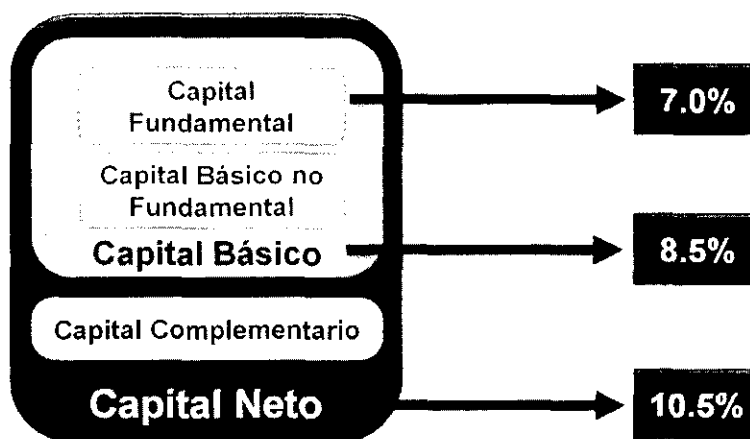 Capital
Fundamental
7.0%
Capital Básico no
Fundamental
Capital Básico
8.5%
Capital Complementario
Capital Neto
10.5%